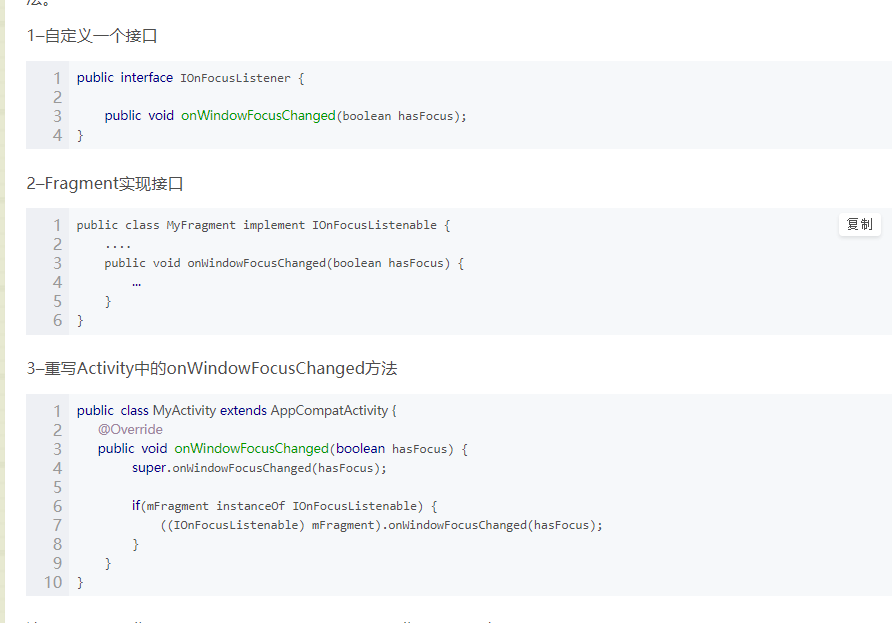 法。
1–自定义一个接口
1 public interface IOnFocusListener {
2
3     public void onWindowFocusChanged(boolean hasFocus);
4 }
2–Fragment实现接口
复制
1 public class MyFragment implement IOnFocusListenable {
2     ....
3     public void onWindowFocusChanged(boolean hasFocus) {
4         ...
5     }
6 }
3–重写Activity中的onWindowFocusChanged方法
1 public class MyActivity extends AppCompatActivity {
2    @Override
3    public void onWindowFocusChanged(boolean hasFocus) {
4         super.onWindowFocusChanged(hasFocus);
5
6         if(mFragment instanceOf IOnFocusListenable) {
7             ((IOnFocusListenable) mFragment).onWindowFocusChanged(hasFocus);
8         }
9     }
10 }